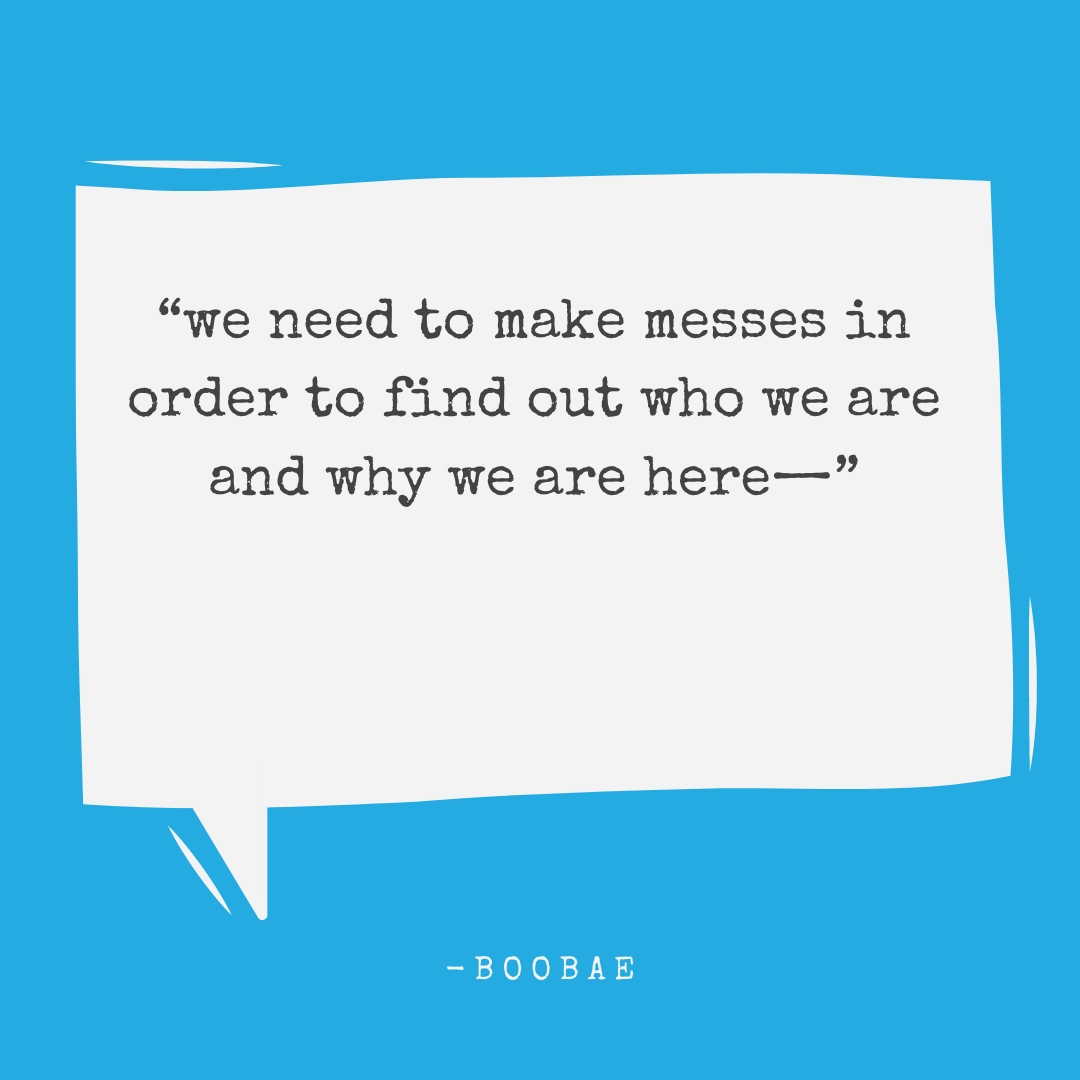 “we need to make messes in
order to find out who we are
and why we are here—”
–BOOBAE